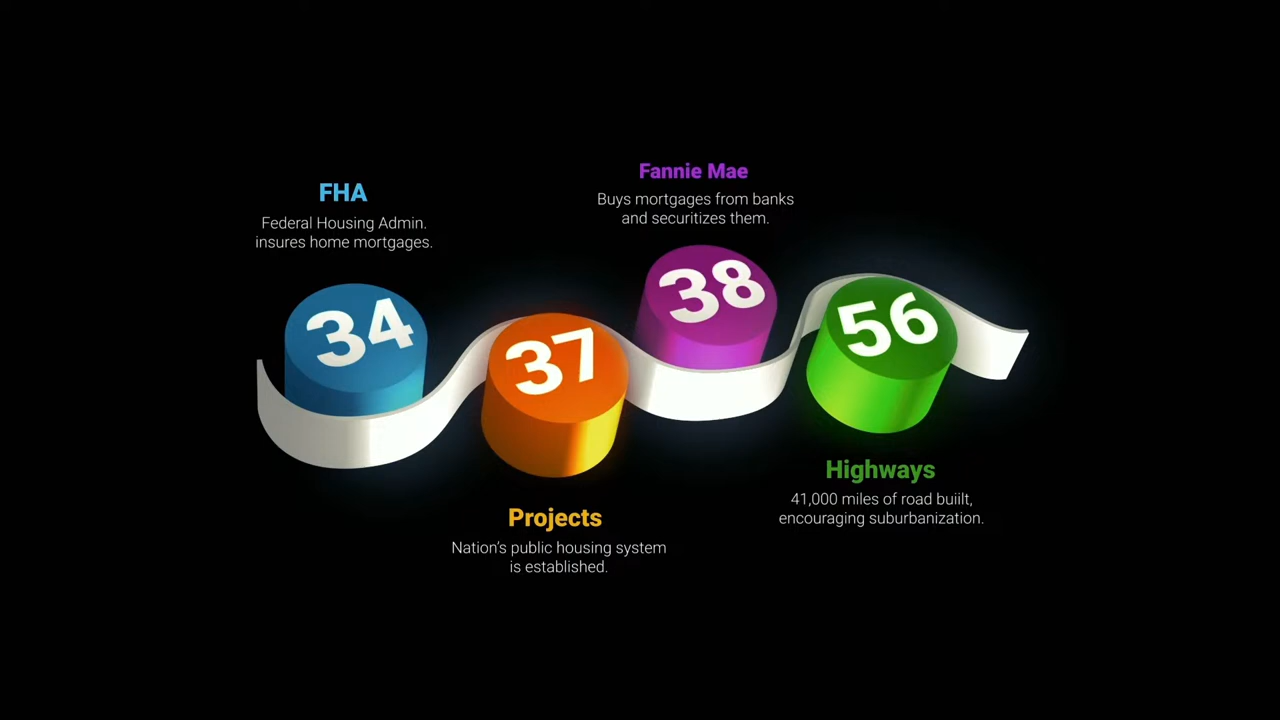 FHA
Federal Housing Admin.
insures home mortgages.
34
Projects
Nation's public housing system
is established.
37
Fannie Mae
Buys mortgages from banks
and securitizes them.
38
Highways
41,000 miles of road buiilt,
encouraging suburbanization.
56